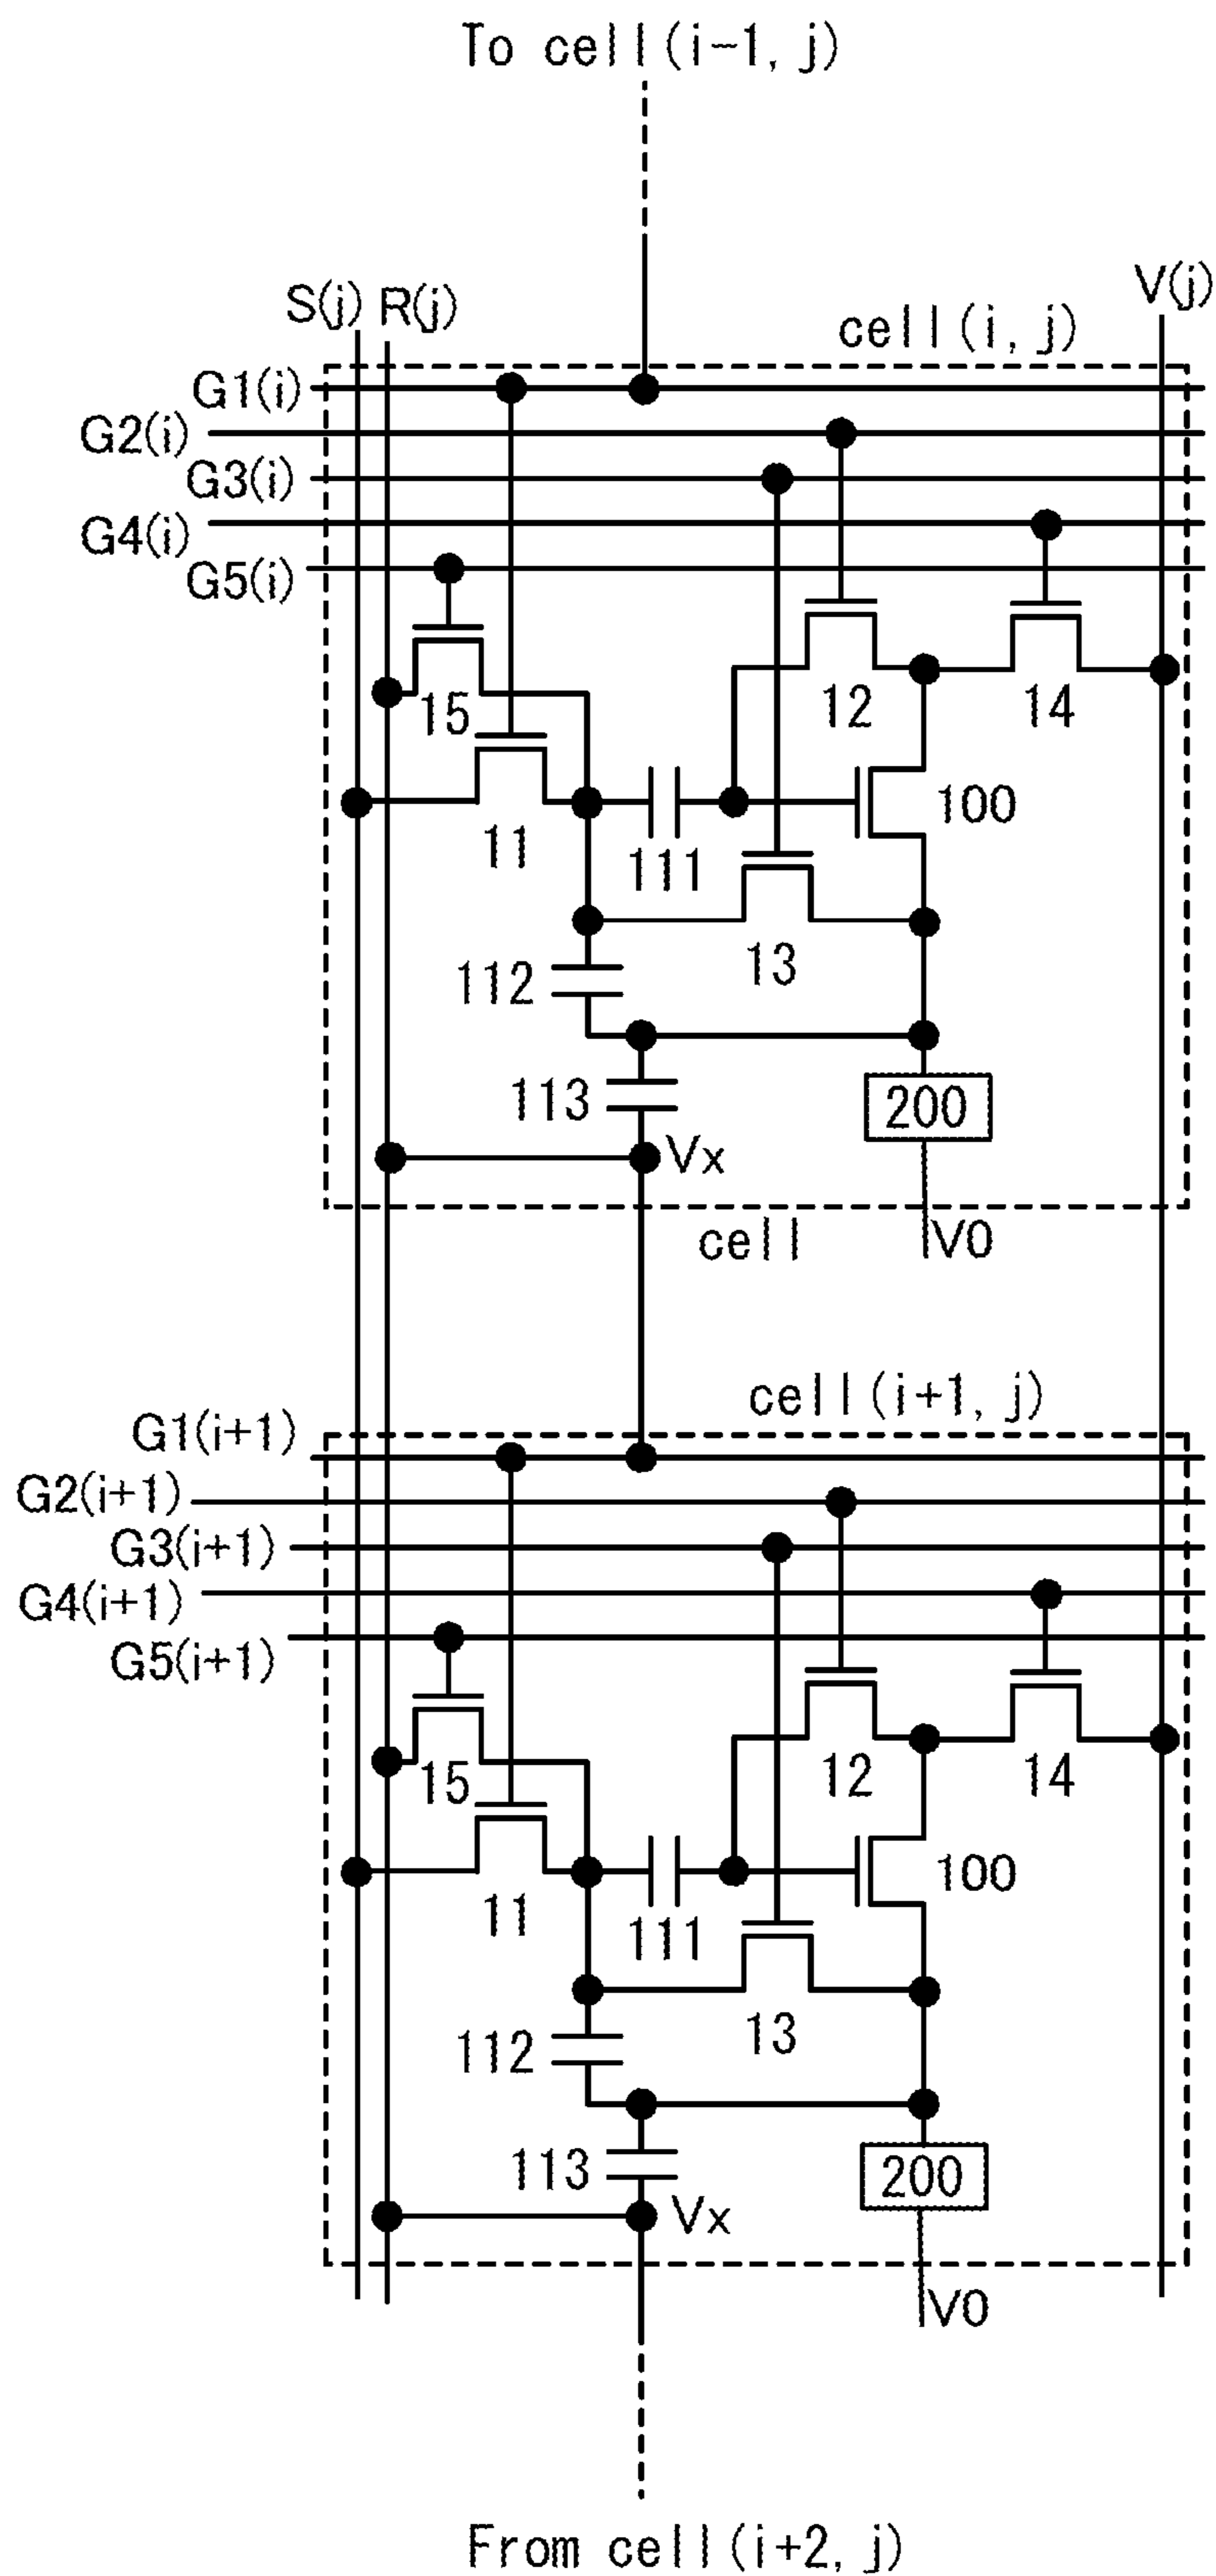 To cell(i-1, j)
S(j) R(j) V(j)
cell(i, j)
G1(i)
G2(i)
G3(i)
G4(i)
G5(i)
15 12 14
11 111 100
112 13
113 200
Vx
cell V0
cell(i+1, j)
G1(i+1)
G2(i+1)
G3(i+1)
G4(i+1)
G5(i+1)
15 12 14
11 111 100
112 13
113 200
Vx
V0
From cell(i+2, j)